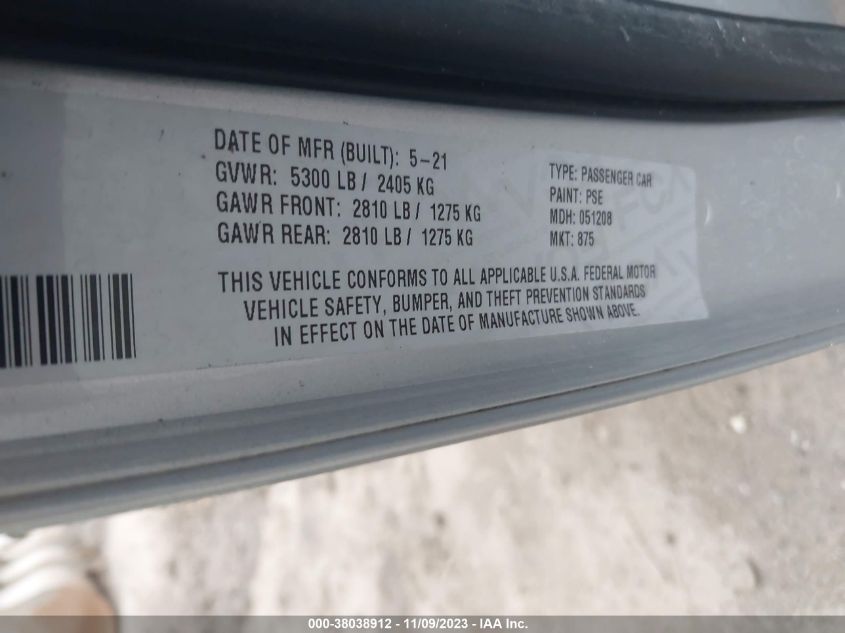 DATE OF MFR (BUILT): 5-21
GVWR: 5300 LB / 2405 KG
GAWR FRONT: 2810 LB / 1275 KG
GAWR REAR: 2810 LB / 1275 KG
TYPE: PASSENGER CAR
PAINT: PSE
MDH: 051208
MKT: 875
THIS VEHICLE CONFORMS TO ALL APPLICABLE U.S.A. FEDERAL MOTOR
VEHICLE SAFETY, BUMPER, AND THEFT PREVENTION STANDARDS
IN EFFECT ON THE DATE OF MANUFACTURE SHOWN ABOVE.
000-38038912 - 11/09/2023 - IAA Inc.